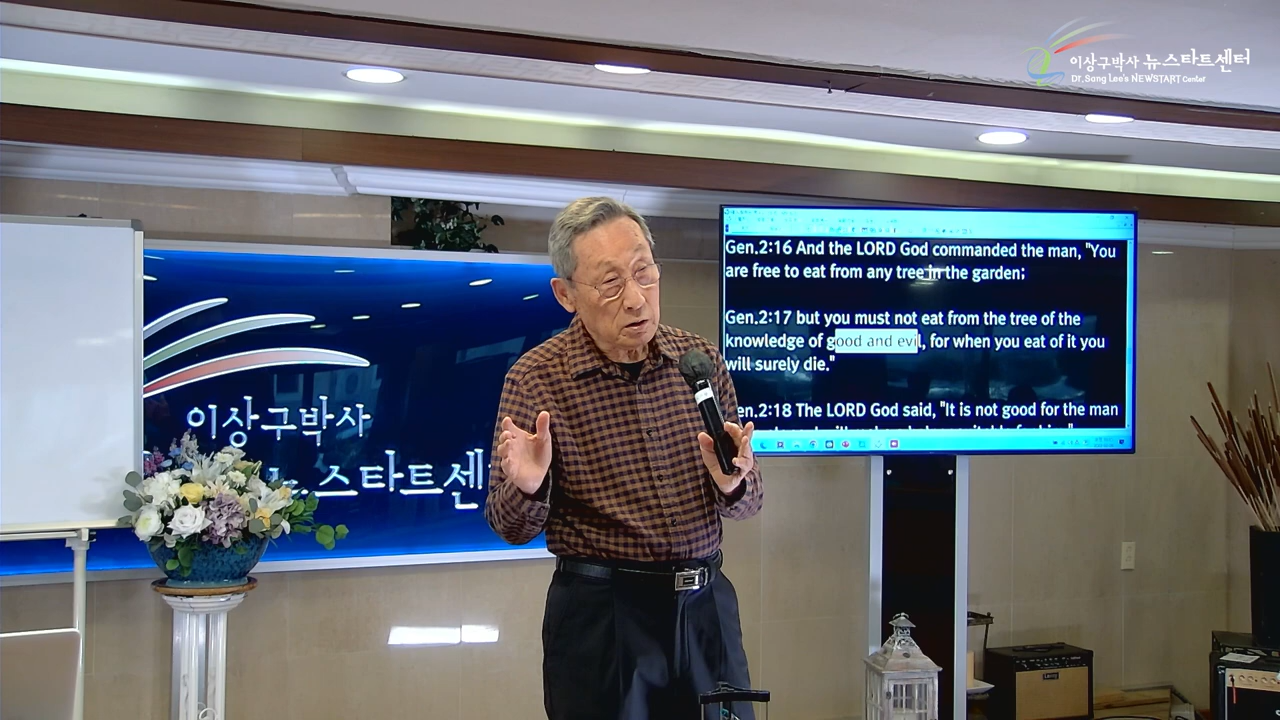 이상구박사 뉴스타트센터
Dr. Sang Lee's NEWSTART Center
Gen.2:16 And the LORD God commanded the man, "You
are free to eat from any tree in the garden;
Gen.2:17 but you must not eat from the tree of the
knowledge of good and evil, for when you eat of it you
will surely die."
Gen.2:18 The LORD God said, "It is not good for the man
이상구박사
뉴스타트센
Laney